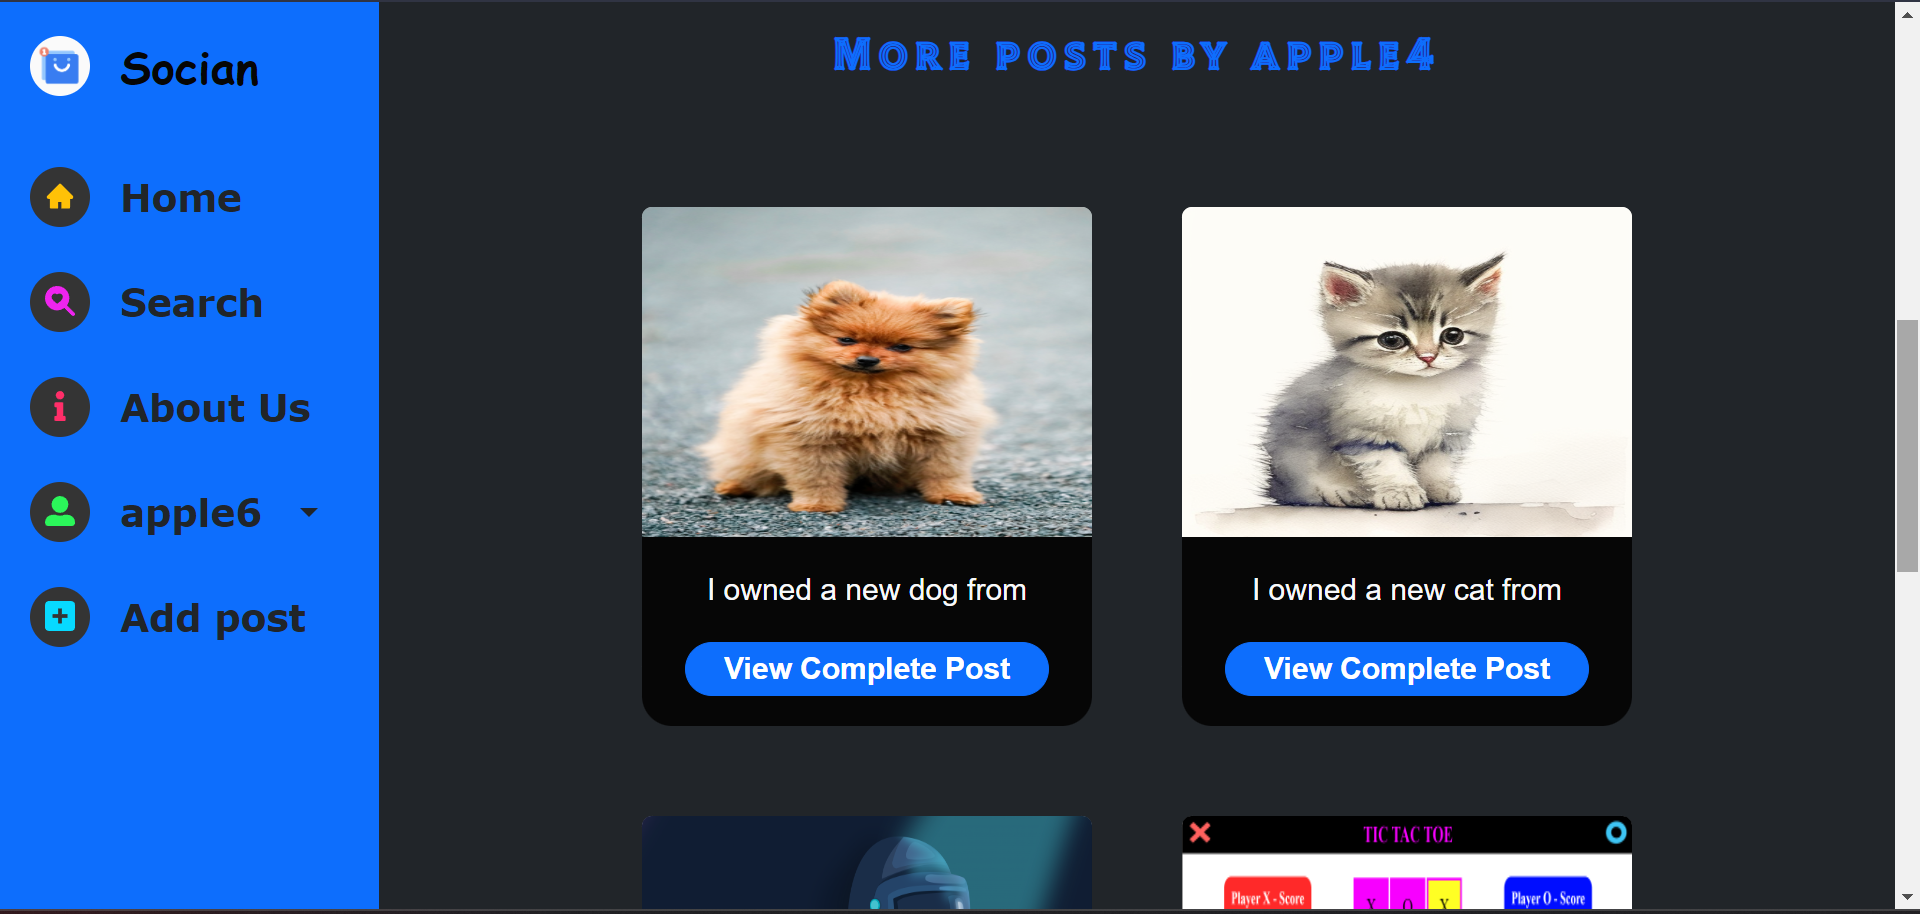 Socian
Home
Search
About Us
apple6
Add post
More posts by apple4
I owned a new dog from
View Complete Post
I owned a new cat from
View Complete Post
TIC TAC TOE
Player X - Score
X O X
Player O - Score